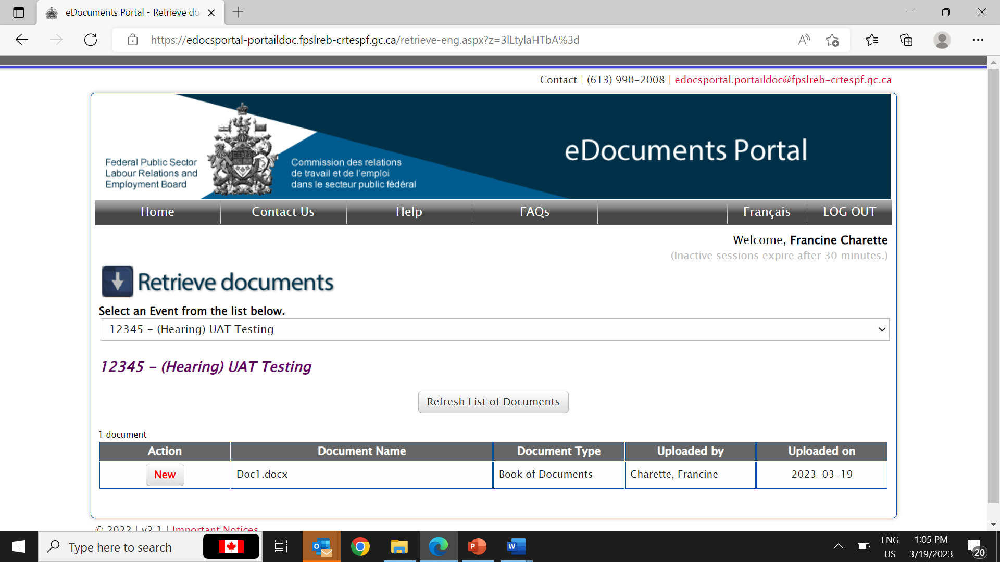 eDocuments Portal - Retrieve do
https://edocsportal-portaildoc.fpslreb-crtespf.gc.ca/retrieve-eng.aspx?z=3lLtylaHTbA%3d
Contact | (613) 990-2008 | edocsportal.portaildoc@fpslreb-crtespf.gc.ca
Federal Public Sector
Labour Relations and
Employment Board
Commission des relations
de travail et de l'emploi
dans le secteur public fédéral
eDocuments Portal
Home Contact Us Help FAQs Français LOG OUT
Welcome, Francine Charette
(Inactive sessions expire after 30 minutes.)
Retrieve documents
Select an Event from the list below.
12345 - (Hearing) UAT Testing
12345 - (Hearing) UAT Testing
Refresh List of Documents
1 document
Action Document Name Document Type Uploaded by Uploaded on
New Doc1.docx Book of Documents Charette, Francine 2023-03-19
© 2022 | v2.1 | Important Notices
Type here to search
ENG
US
1:05 PM
3/19/2023
20